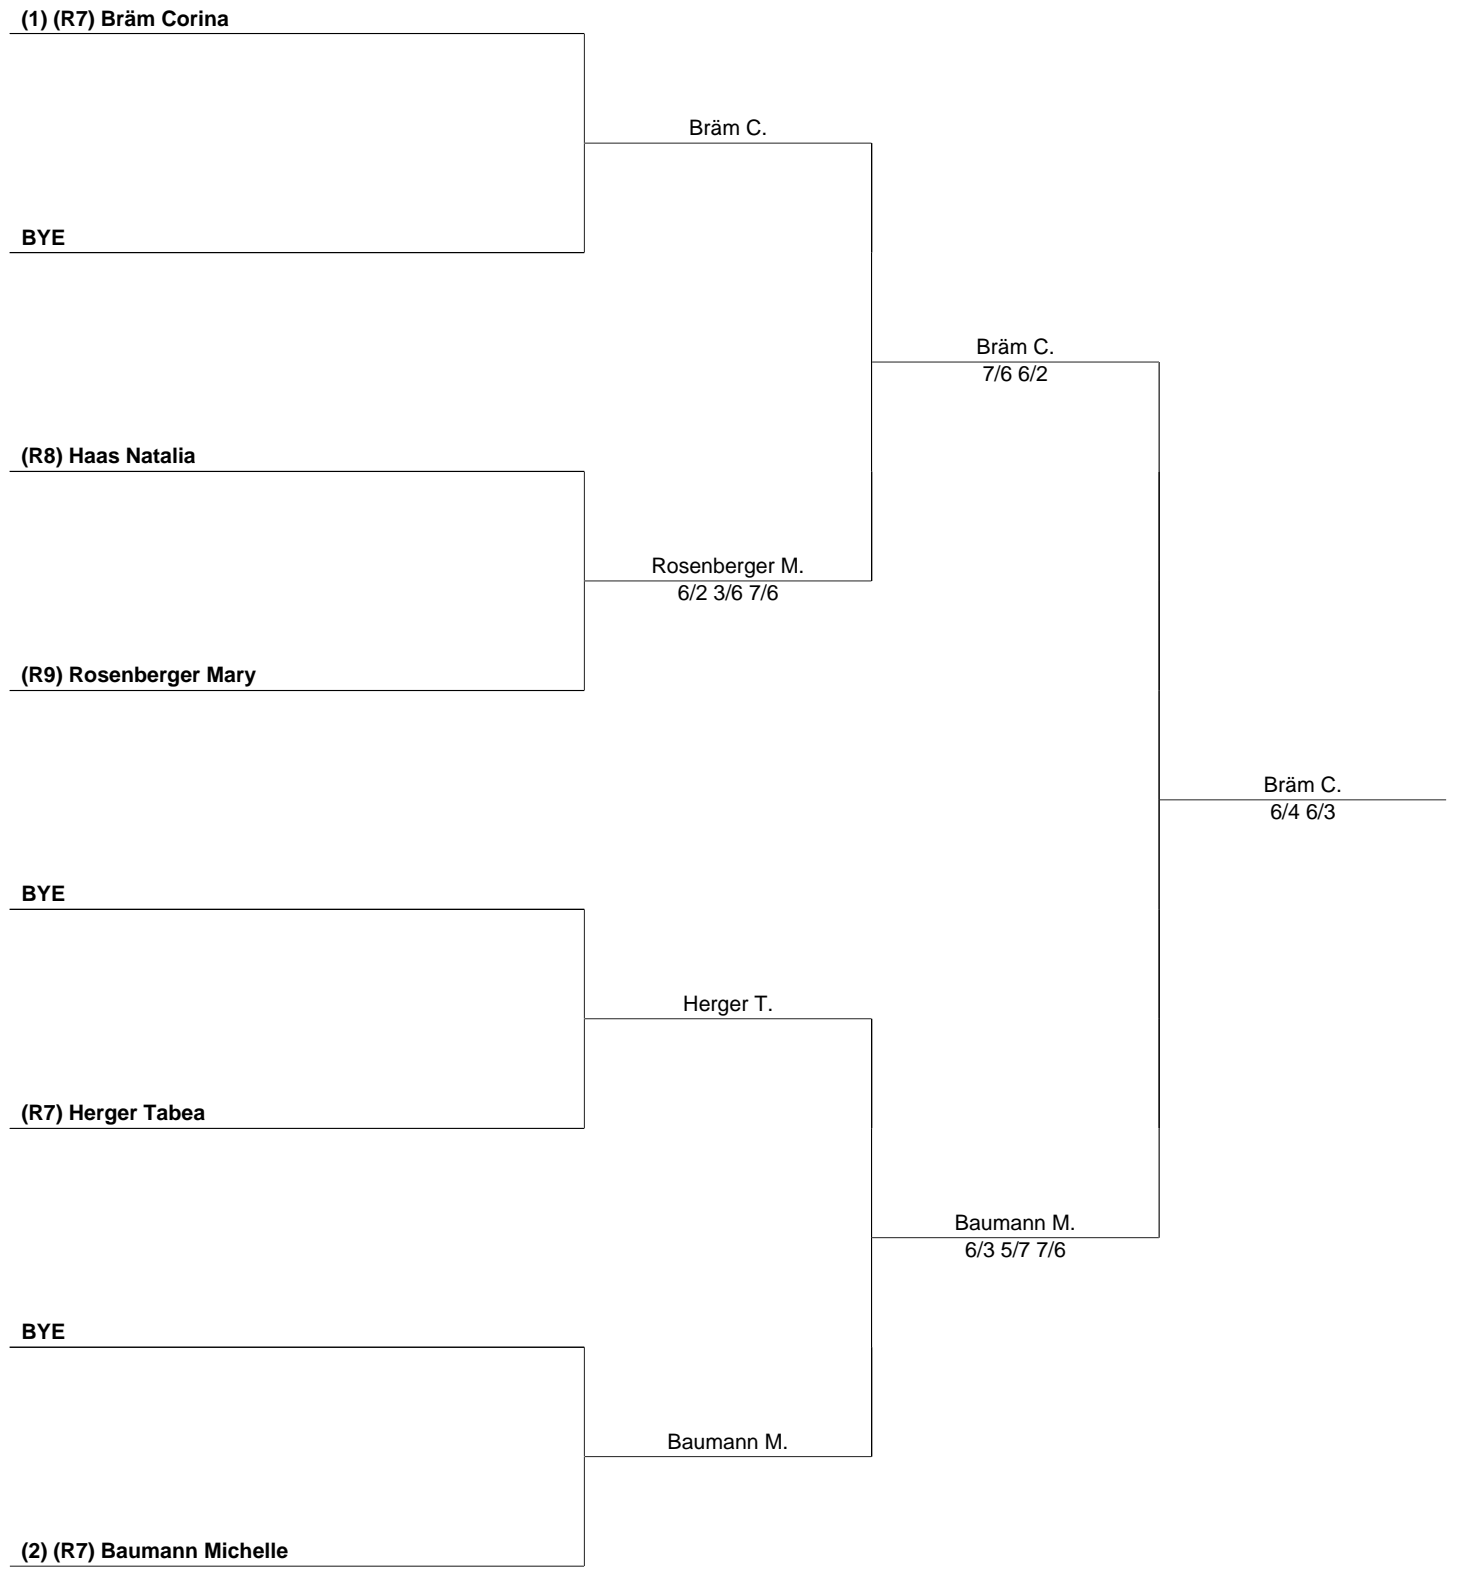 (1) (R7) Bräm Corina
Bräm C.
BYE
Bräm C.
7/6 6/2
(R8) Haas Natalia
Rosenberger M.
6/2 3/6 7/6
(R9) Rosenberger Mary
Bräm C.
6/4 6/3
BYE
Herger T.
(R7) Herger Tabea
Baumann M.
6/3 5/7 7/6
BYE
Baumann M.
(2) (R7) Baumann Michelle